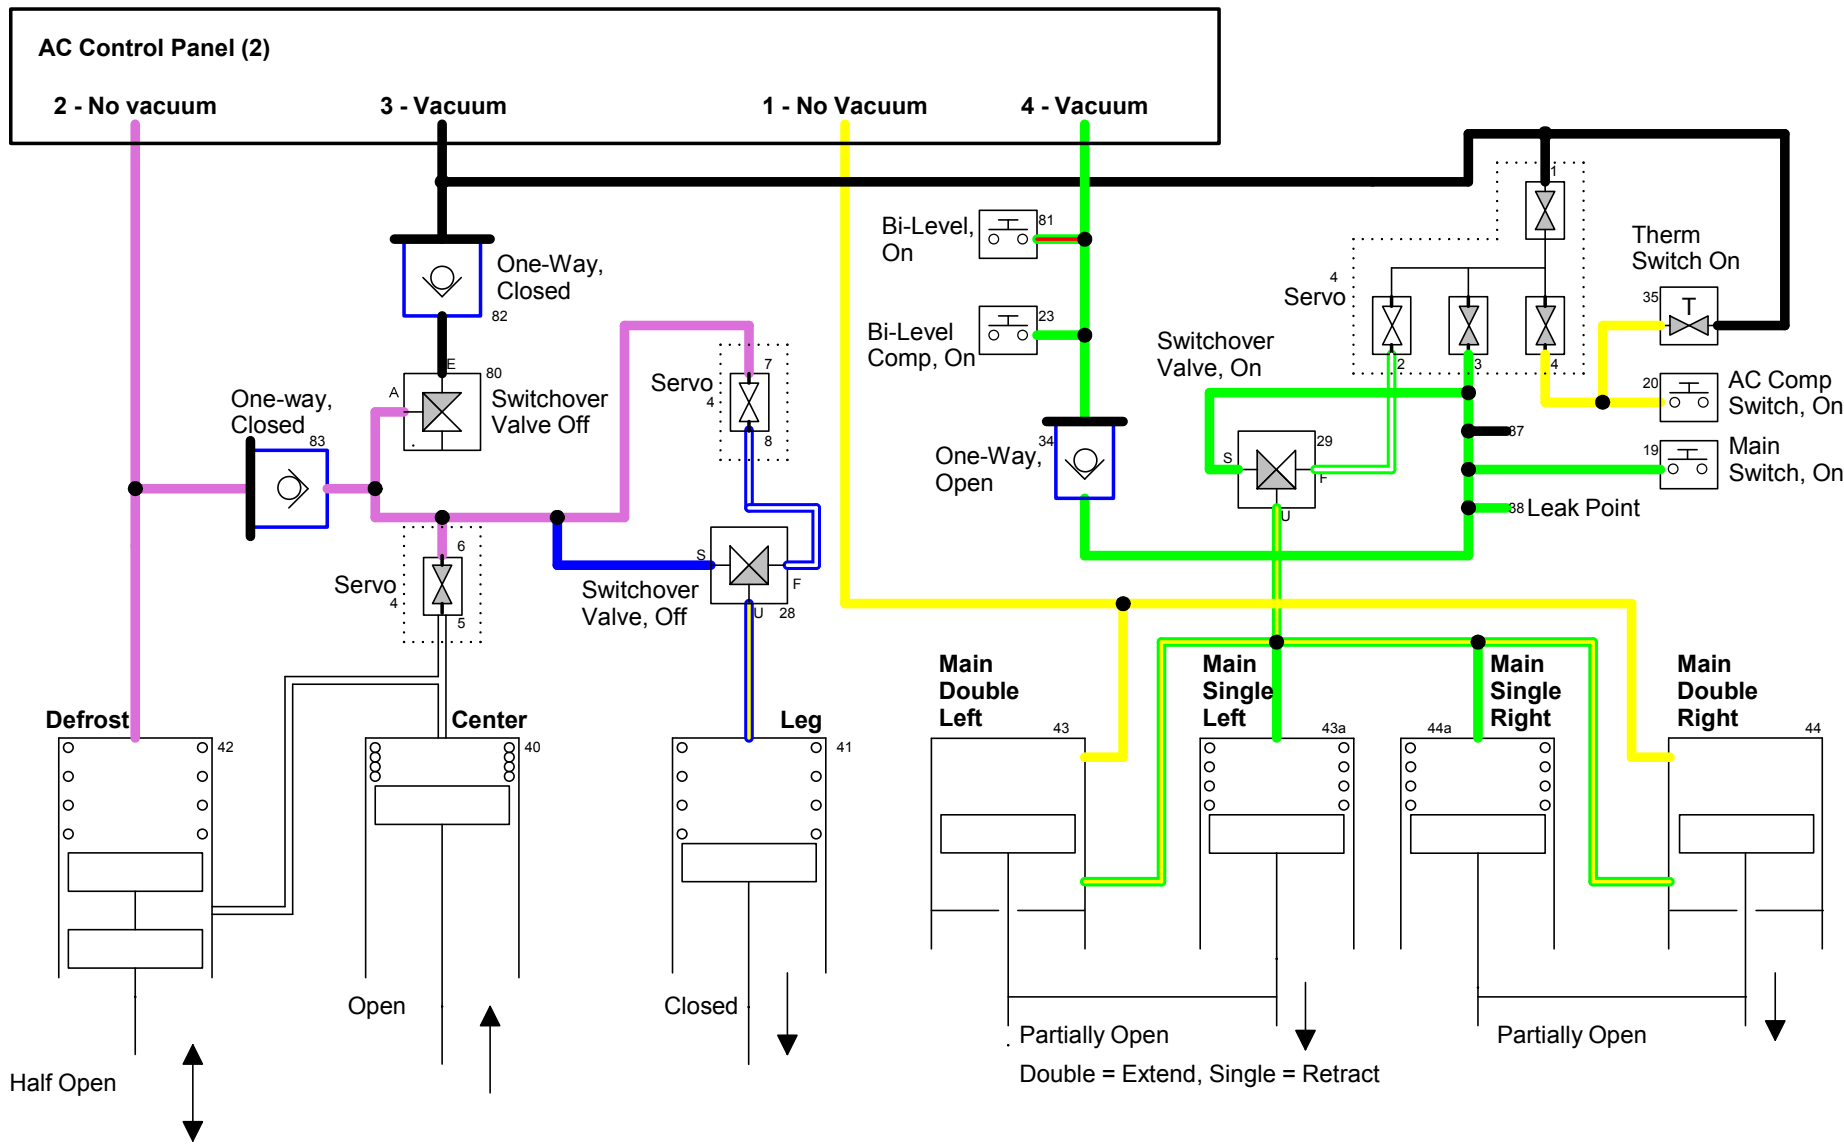 AC Control Panel (2)
2 - No vacuum
3 - Vacuum
1 - No Vacuum
4 - Vacuum
Bi-Level,
On
81
1
Therm
Switch On
One-Way,
Closed
82
4
Servo
35
T
Bi-Level
Comp, On
23
Switchover
Valve, On
2
3
4
E
80
A
Switchover
Valve Off
Servo
4
7
8
20
AC Comp
Switch, On
One-way,
Closed
83
34
One-Way,
Open
29
S
F
U
37
19
Main
Switch, On
38
Leak Point
6
Servo
4
5
S
F
U
28
Switchover
Valve, Off
Defrost
42
Center
40
Leg
41
Main
Double
Left
43
Main
Single
Left
43a
Main
Single
Right
44a
Main
Double
Right
44
Half Open
Open
Closed
Partially Open
Double = Extend, Single = Retract
Partially Open